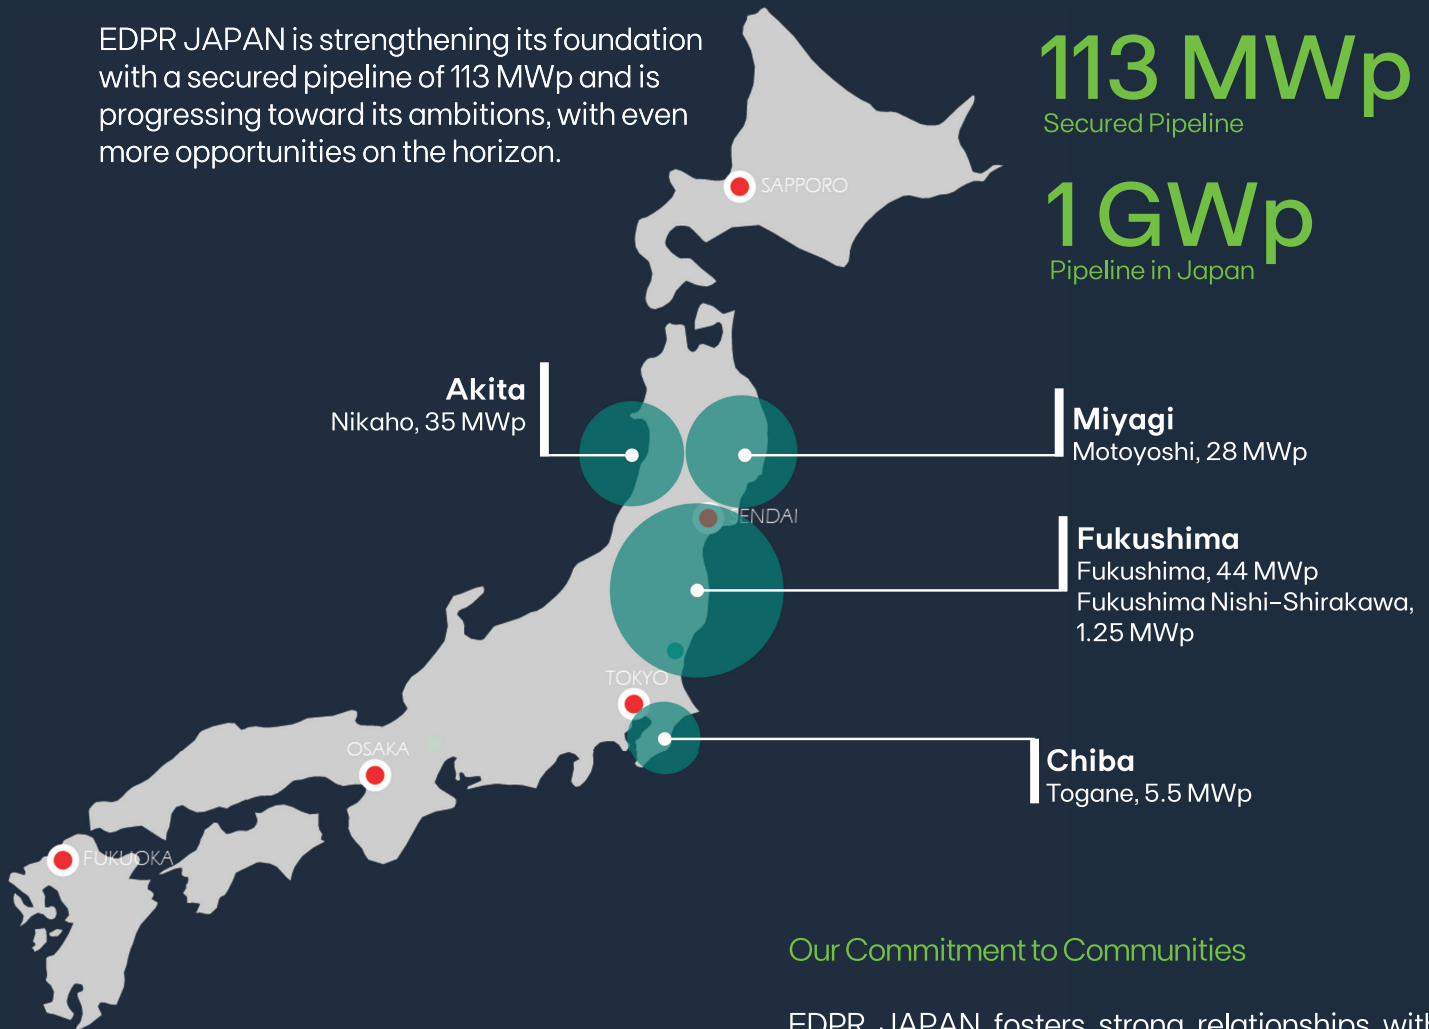 EDPR JAPAN is strengthening its foundation
with a secured pipeline of 113 MWp and is
progressing toward its ambitions, with even
more opportunities on the horizon.
113 MWp
Secured Pipeline
1 GWp
Pipeline in Japan
SAPPORO
Akita
Nikaho, 35 MWp
Miyagi
Motoyoshi, 28 MWp
SENDAI
Fukushima
Fukushima, 44 MWp
Fukushima Nishi-Shirakawa,
1.25 MWp
TOKYO
OSAKA
Chiba
Togane, 5.5 MWp
FUKUOKA
Our Commitment to Communities
EDPR JAPAN fosters strong relationships with